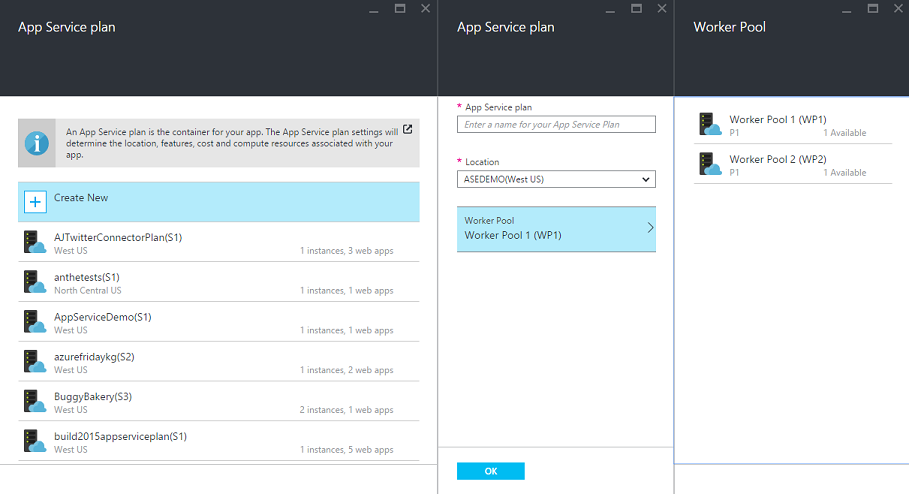 App Service plan
An App Service plan is the container for your app. The App Service plan settings will
determine the location, features, cost and compute resources associated with your
app.
Create New
AJTwitterConnectorPlan(S1)
West US 1 instances, 3 web apps
anthetests(S1)
North Central US 1 instances, 1 web apps
AppServiceDemo(S1)
West US 1 instances, 1 web apps
azurefridaykg(S2)
West US 1 instances, 2 web apps
BuggyBakery(S3)
West US 2 instances, 1 web apps
build2015appserviceplan(S1)
West US 1 instances, 5 web apps
App Service plan
* App Service plan
Enter a name for your App Service Plan
* Location
ASEDEMO(West US)
Worker Pool
Worker Pool 1 (WP1)
OK
Worker Pool
Worker Pool 1 (WP1)
P1 1 Available
Worker Pool 2 (WP2)
P1 1 Available